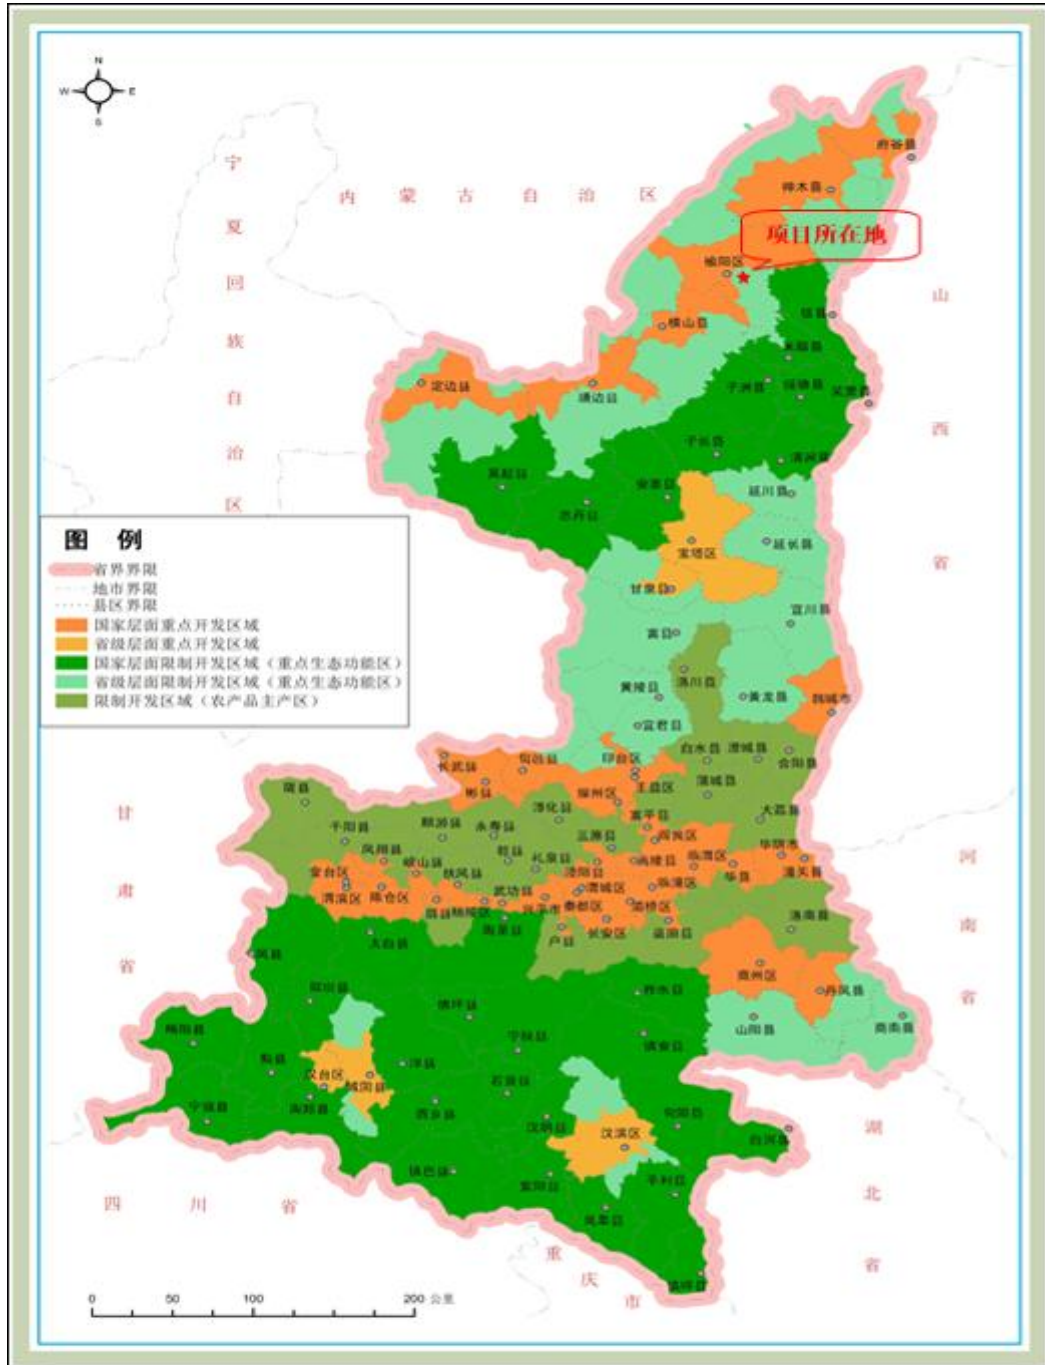 N
W E
S
宁夏回族自治区
内蒙古自治区
府谷县
神木县
项目所在地
榆阳区
山西省
横山县
佳县
米脂县
定边县
靖边县
子洲县
绥德县
吴堡县
子长县
清涧县
吴起县
安塞县
延川县
志丹县
图 例
省界界限
地市界限
县区界限
国家层面重点开发区域
省级层面重点开发区域
国家层面限制开发区域（重点生态功能区）
省级层面限制开发区域（重点生态功能区）
限制开发区域（农产品主产区）
宝塔区
延长县
甘泉县
宜川县
富县
洛川县
黄陵县
黄龙县
韩城市
宜君县
白水县
澄城县
合阳县
长武县
旬邑县
印台区
王益区
彬县
耀州区
蒲城县
甘肃省
陇县
淳化县
大荔县
千阳县
麟游县
永寿县
富平县
三原县
阎良区
凤翔县
乾县
礼泉县
泾阳县
高陵县
临渭区
华阴市
河南省
岐山县
扶风县
华县
潼关县
金台区
渭滨区
陈仓区
武功县
渭城区
临潼区
眉县
杨陵区
兴平市
秦都区
灞桥区
周至县
户县
长安区
蓝田县
洛南县
太白县
凤县
商州区
丹凤县
留坝县
佛坪县
柞水县
山阳县
商南县
略阳县
宁陕县
镇安县
勉县
汉台区
城固县
洋县
石泉县
宁强县
南郑县
西乡县
汉阴县
汉滨区
旬阳县
白河县
湖北省
镇巴县
紫阳县
平利县
四川省
岚皋县
重庆市
镇坪县
0 50 100 200 公里